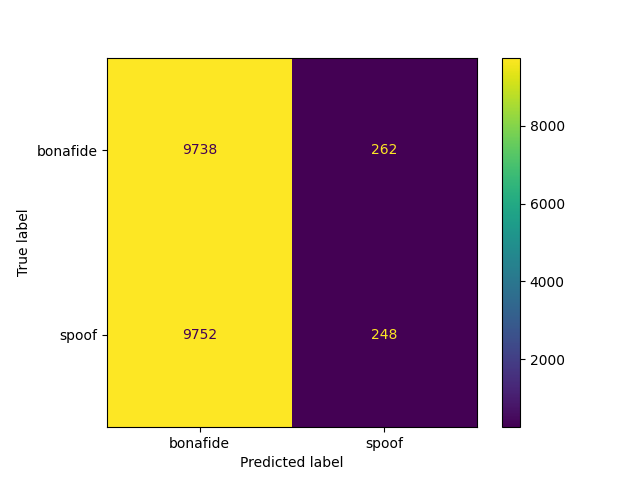 bonafide
9738
262
spoof
9752
248
True label
bonafide
spoof
Predicted label
8000
6000
4000
2000